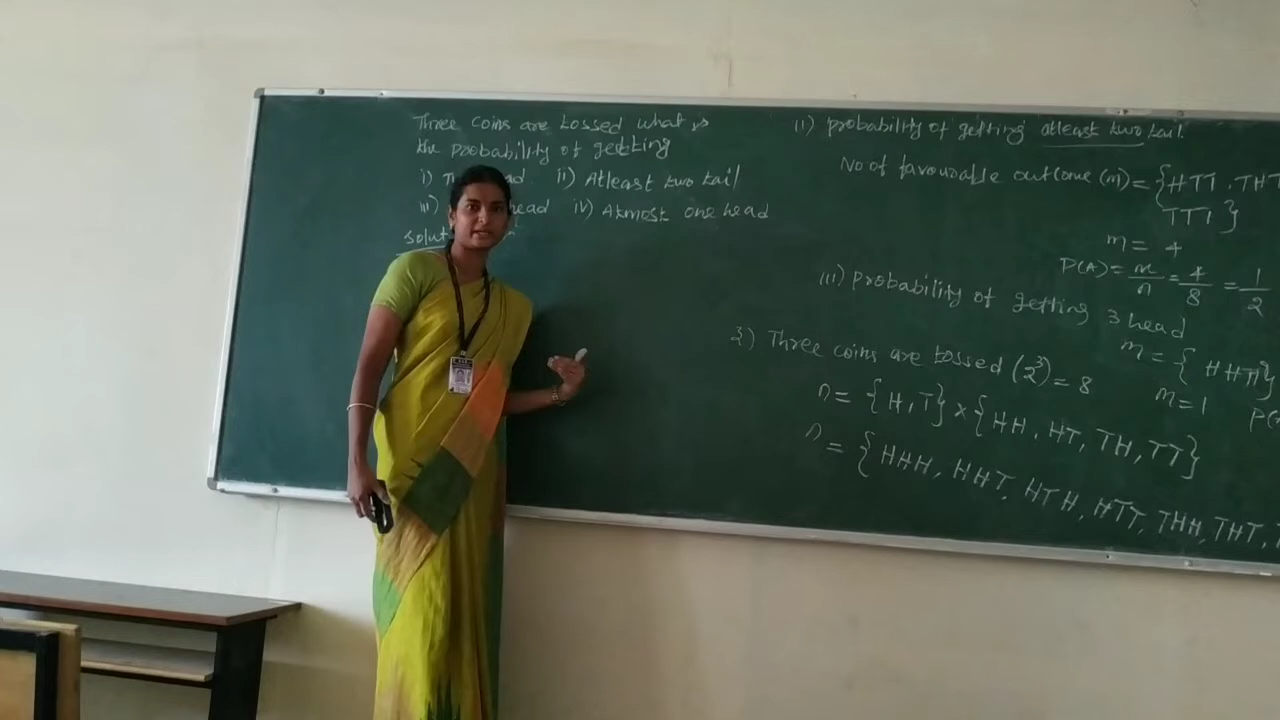 Three coins are tossed what is
the probability of getting
i) ead ii) Atleast two tail
iii) head iv) Atmost one head
solut
(i) probability of getting atleast two tail
No of favourable outcome (m) = {HTT, THT
TTT}
m = 4
P(A) = m/n = 4/8 = 1/2
iii) probability of getting 3 head
m = { HHH}
m = 1
3) Three coins are tossed (2³) = 8
n = {H, T} × {HH, HT, TH, TT}
n = {HHH, HHT, HTH, HTT, THH, THT,